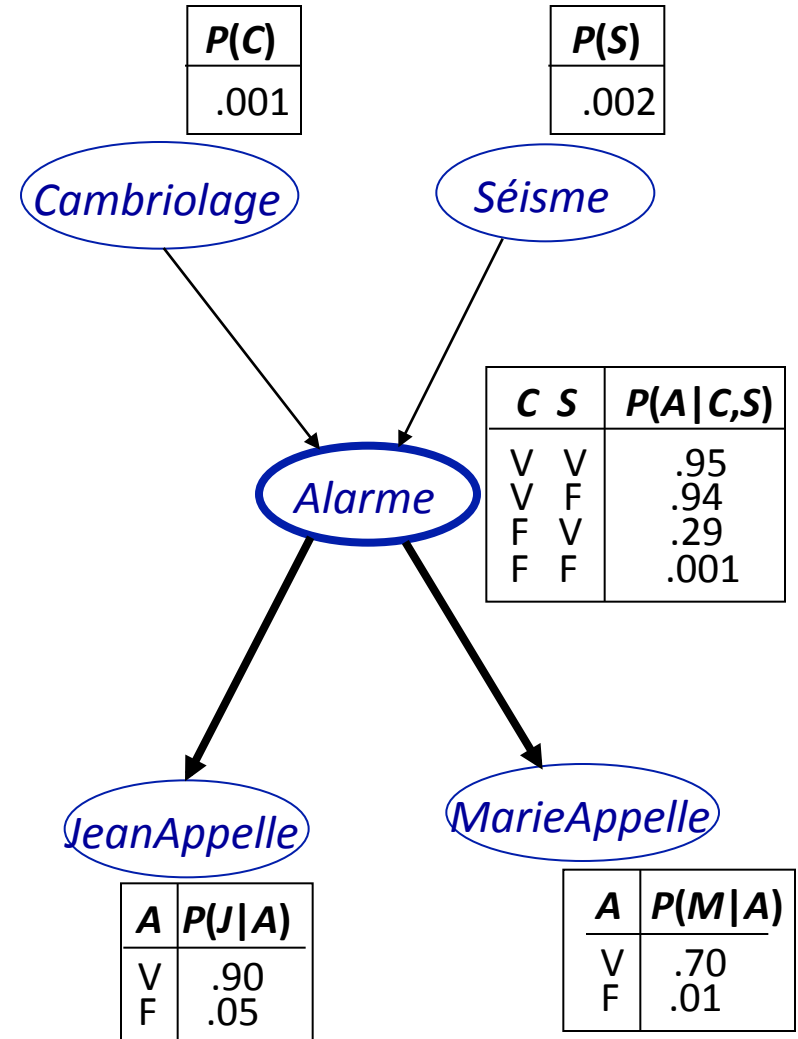 P(C)
.001
P(S)
.002
Cambriolage
Séisme
C S P(A|C,S)
V V .95
V F .94
F V .29
F F .001
Alarme
JeanAppelle
MarieAppelle
A P(J|A)
V .90
F .05
A P(M|A)
V .70
F .01